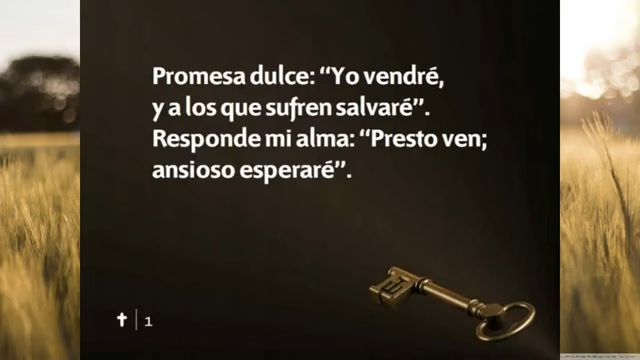 Promesa dulce: “Yo vendré,
y a los que sufren salvaré”.
Responde mi alma: “Presto ven;
ansioso esperaré”.
1